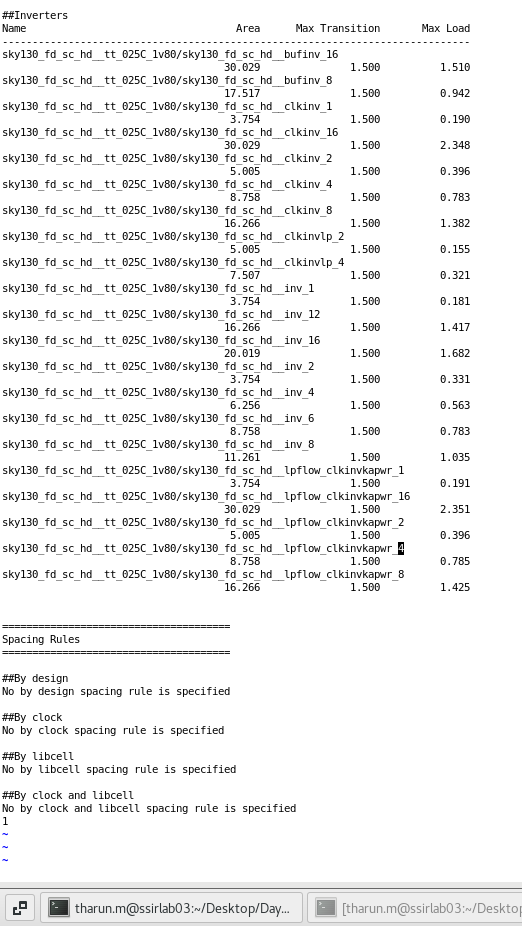 ##Inverters
Name Area Max Transition Max Load
------------------------------------------------------------------------------
sky130_fd_sc_hd__tt_025C_1v80/sky130_fd_sc_hd__bufinv_16
30.029 1.500 1.510
sky130_fd_sc_hd__tt_025C_1v80/sky130_fd_sc_hd__bufinv_8
17.517 1.500 0.942
sky130_fd_sc_hd__tt_025C_1v80/sky130_fd_sc_hd__clkinv_1
3.754 1.500 0.190
sky130_fd_sc_hd__tt_025C_1v80/sky130_fd_sc_hd__clkinv_16
30.029 1.500 2.348
sky130_fd_sc_hd__tt_025C_1v80/sky130_fd_sc_hd__clkinv_2
5.005 1.500 0.396
sky130_fd_sc_hd__tt_025C_1v80/sky130_fd_sc_hd__clkinv_4
8.758 1.500 0.783
sky130_fd_sc_hd__tt_025C_1v80/sky130_fd_sc_hd__clkinv_8
16.266 1.500 1.382
sky130_fd_sc_hd__tt_025C_1v80/sky130_fd_sc_hd__clkinvlp_2
5.005 1.500 0.155
sky130_fd_sc_hd__tt_025C_1v80/sky130_fd_sc_hd__clkinvlp_4
7.507 1.500 0.321
sky130_fd_sc_hd__tt_025C_1v80/sky130_fd_sc_hd__inv_1
3.754 1.500 0.181
sky130_fd_sc_hd__tt_025C_1v80/sky130_fd_sc_hd__inv_12
16.266 1.500 1.417
sky130_fd_sc_hd__tt_025C_1v80/sky130_fd_sc_hd__inv_16
20.019 1.500 1.682
sky130_fd_sc_hd__tt_025C_1v80/sky130_fd_sc_hd__inv_2
3.754 1.500 0.331
sky130_fd_sc_hd__tt_025C_1v80/sky130_fd_sc_hd__inv_4
6.256 1.500 0.563
sky130_fd_sc_hd__tt_025C_1v80/sky130_fd_sc_hd__inv_6
8.758 1.500 0.783
sky130_fd_sc_hd__tt_025C_1v80/sky130_fd_sc_hd__inv_8
11.261 1.500 1.035
sky130_fd_sc_hd__tt_025C_1v80/sky130_fd_sc_hd__lpflow_clkinvkapwr_1
3.754 1.500 0.191
sky130_fd_sc_hd__tt_025C_1v80/sky130_fd_sc_hd__lpflow_clkinvkapwr_16
30.029 1.500 2.351
sky130_fd_sc_hd__tt_025C_1v80/sky130_fd_sc_hd__lpflow_clkinvkapwr_2
5.005 1.500 0.396
sky130_fd_sc_hd__tt_025C_1v80/sky130_fd_sc_hd__lpflow_clkinvkapwr_4
8.758 1.500 0.785
sky130_fd_sc_hd__tt_025C_1v80/sky130_fd_sc_hd__lpflow_clkinvkapwr_8
16.266 1.500 1.425
======================================
Spacing Rules
======================================
##By design
No by design spacing rule is specified
##By clock
No by clock spacing rule is specified
##By libcell
No by libcell spacing rule is specified
##By clock and libcell
No by clock and libcell spacing rule is specified
1
~
~
~
tharun.m@ssirlab03:~/Desktop/Day... [tharun.m@ssirlab03:~/Desktop